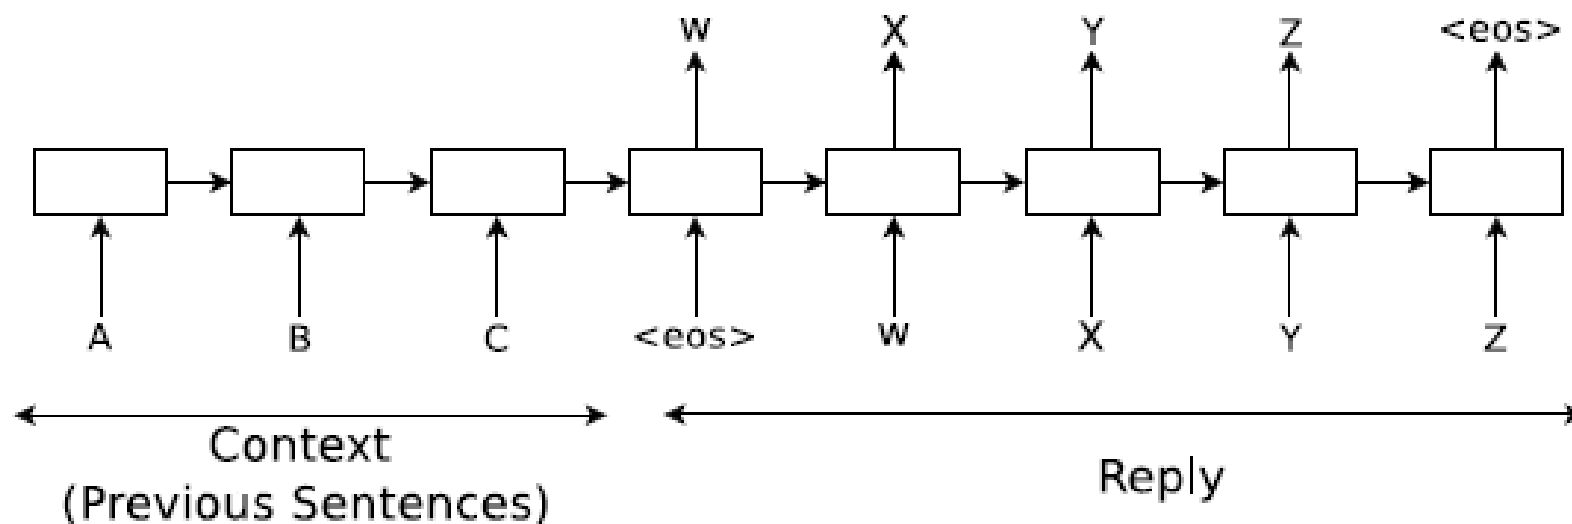 W X Y Z <eos>
A B C <eos> W X Y Z
Context
(Previous Sentences)
Reply